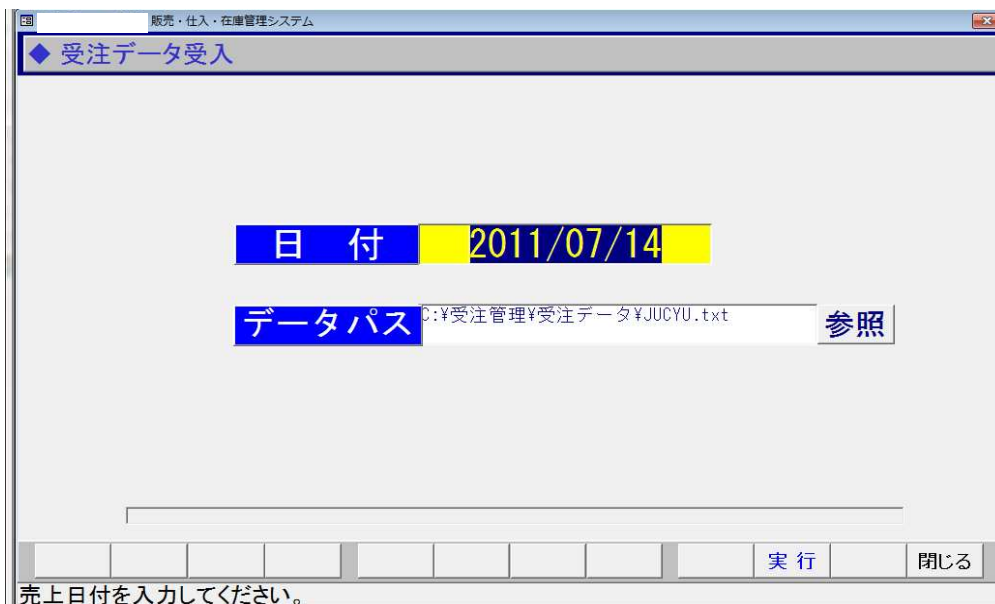 販売・仕入・在庫管理システム
◆ 受注データ受入
日　付 2011/07/14
データパス C:¥受注管理¥受注データ¥JUCYU.txt 参照
実行 閉じる
売上日付を入力してください。